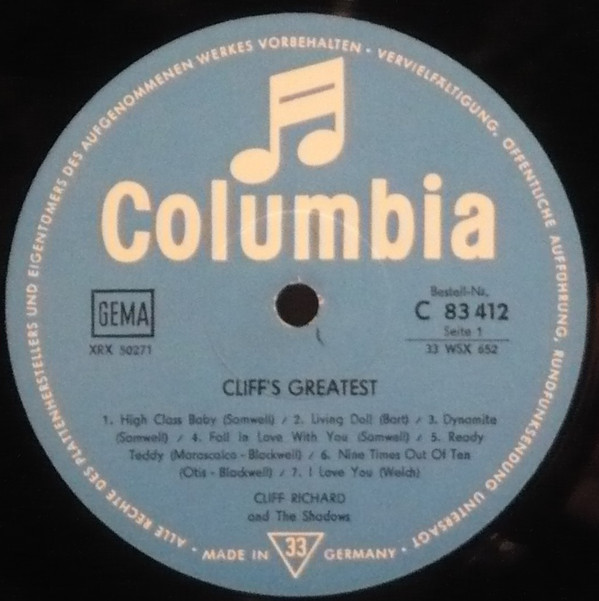 ALLE RECHTE DES PLATTENHERSTELLERS UND EIGENTÜMERS DES AUFGENOMMENEN WERKES VORBEHALTEN · VERVIELFÄLTIGUNG, ÖFFENTLICHE AUFFÜHRUNG, RUNDFUNKSENDUNG UNTERSAGT ·
Columbia
GEMA
XRX 50271
Bestell-Nr.
C 83 412
Seite 1
33 WSX 652
CLIFF'S GREATEST
1. High Class Baby (Samwell) / 2. Living Doll (Bart) / 3. Dynamite
(Samwell) / 4. Fall in Love With You (Samwell) / 5. Ready
Teddy (Marascalco - Blackwell) / 6. Nine Times Out Of Ten
(Otis - Blackwell) / 7. I Love You (Welch)
CLIFF RICHARD
and The Shadows
· MADE IN 33 GERMANY ·